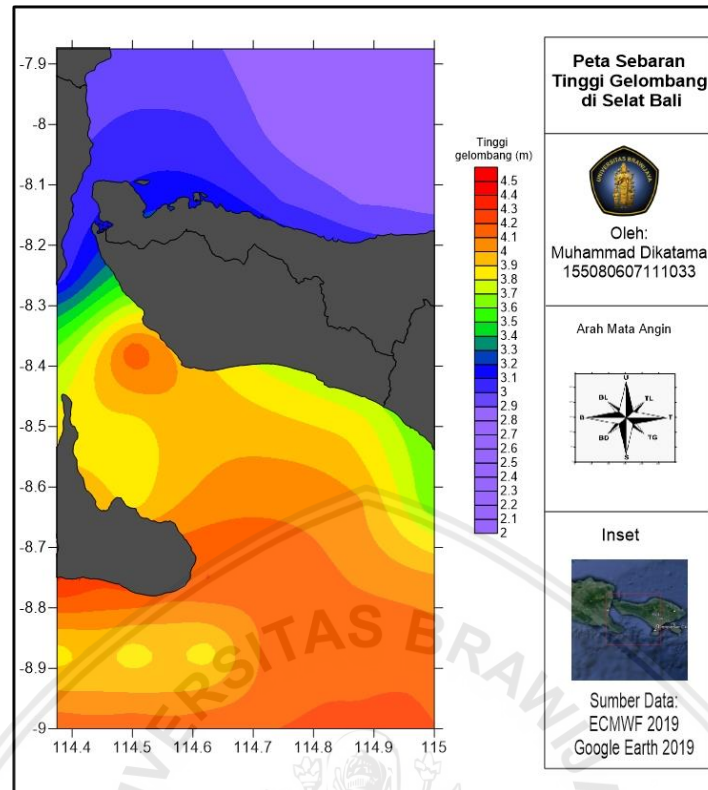 -7.9
-8
-8.1
-8.2
-8.3
-8.4
-8.5
-8.6
-8.7
-8.8
-8.9
-9
114.4 114.5 114.6 114.7 114.8 114.9 115
Tinggi
gelombang (m)
4.5
4.4
4.3
4.2
4.1
4
3.9
3.8
3.7
3.6
3.5
3.4
3.3
3.2
3.1
3
2.9
2.8
2.7
2.6
2.5
2.4
2.3
2.2
2.1
2
Peta Sebaran
Tinggi Gelombang
di Selat Bali
UNIVERSITAS BRAWIJAYA
Oleh:
Muhammad Dikatama
155080607111033
Arah Mata Angin
U
BL TL
B T
BD TG
S
Inset
Sumber Data:
ECMWF 2019
Google Earth 2019